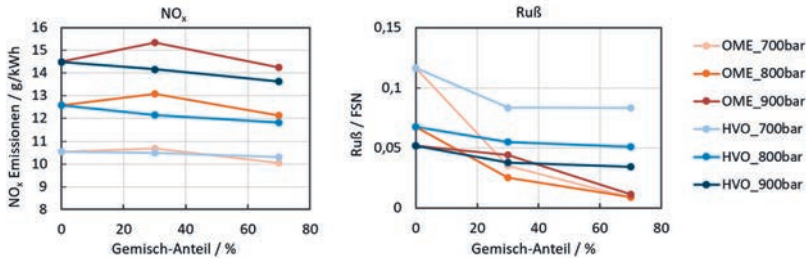 NOx
16
15
14
13
12
11
10
9
8
NOx Emissionen / g/kWh
0 20 40 60 80
Gemisch-Anteil / %
Ruß
0,15
0,1
0,05
0
Ruß / FSN
0 20 40 60 80
Gemisch-Anteil / %
OME_700bar
OME_800bar
OME_900bar
HVO_700bar
HVO_800bar
HVO_900bar